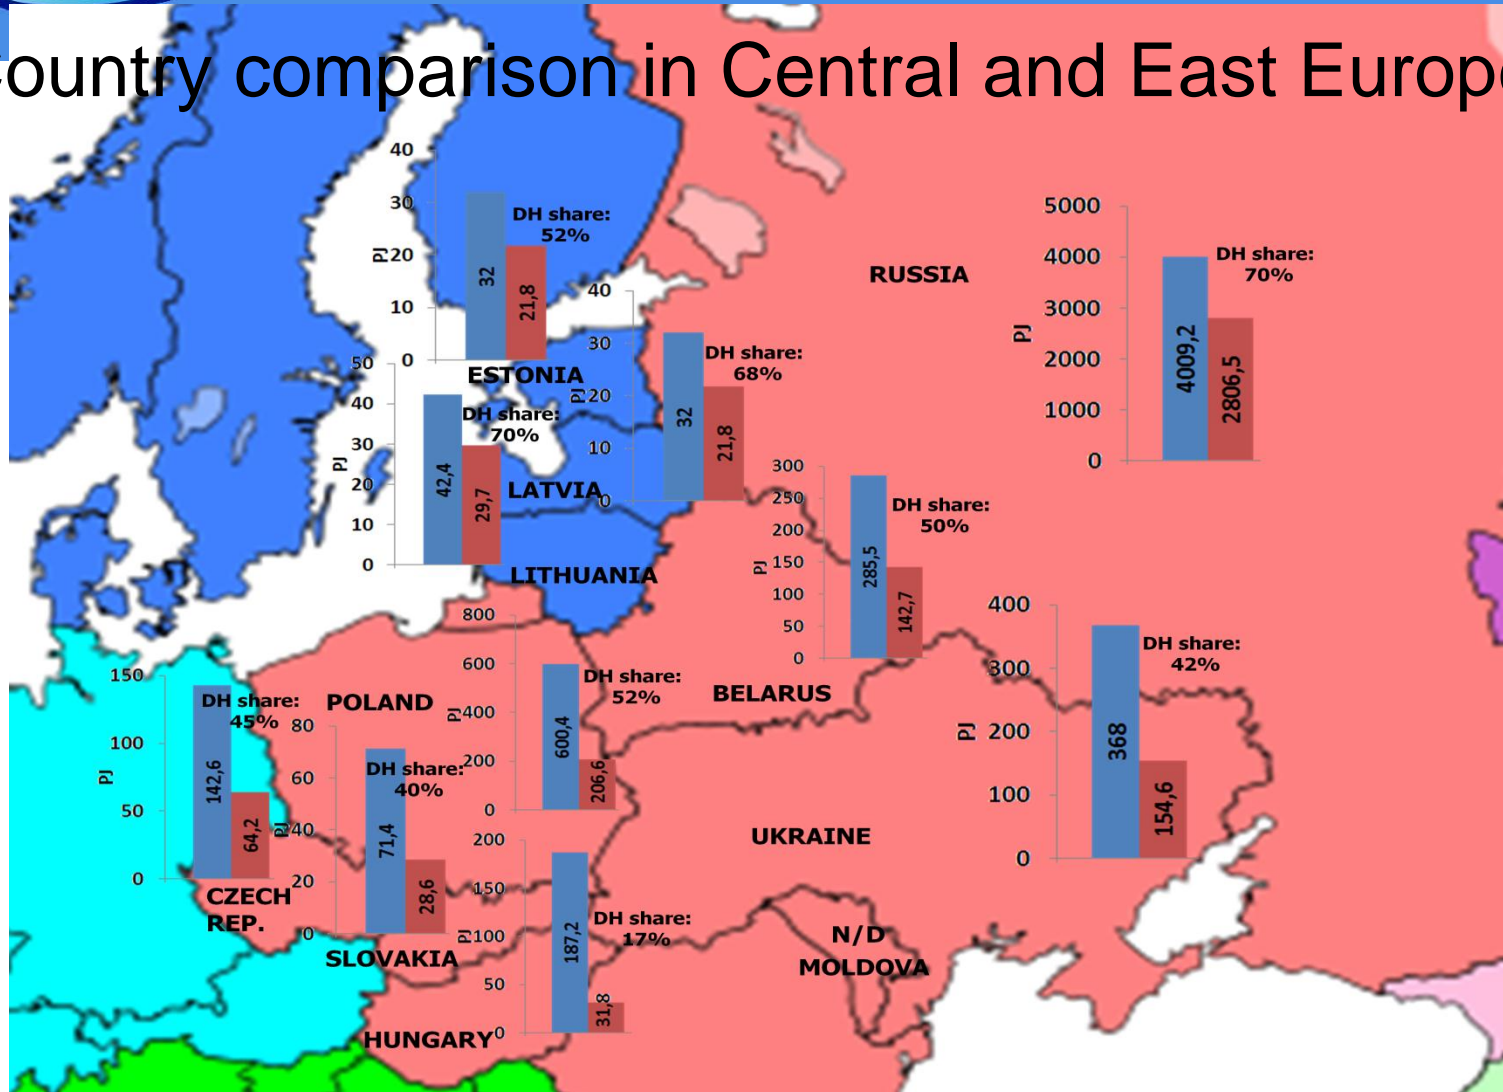 Country comparison in Central and East Europe
40
30
20
10
0
PJ
32
21,8
DH share:
52%
ESTONIA
50
40
30
20
10
0
PJ
42,4
29,7
DH share:
70%
LATVIA
40
30
20
10
0
PJ
32
21,8
DH share:
68%
LITHUANIA
RUSSIA
5000
4000
3000
2000
1000
0
PJ
4009,2
2806,5
DH share:
70%
300
250
200
150
100
50
0
PJ
285,5
142,7
DH share:
50%
BELARUS
800
600
400
200
0
PJ
600,4
206,6
DH share:
52%
POLAND
400
300
200
100
0
PJ
368
154,6
DH share:
42%
UKRAINE
150
100
50
0
PJ
142,6
64,2
DH share:
45%
CZECH
REP.
80
60
40
20
0
PJ
71,4
28,6
DH share:
40%
SLOVAKIA
200
150
100
50
0
PJ
187,2
31,8
DH share:
17%
HUNGARY
N/D
MOLDOVA